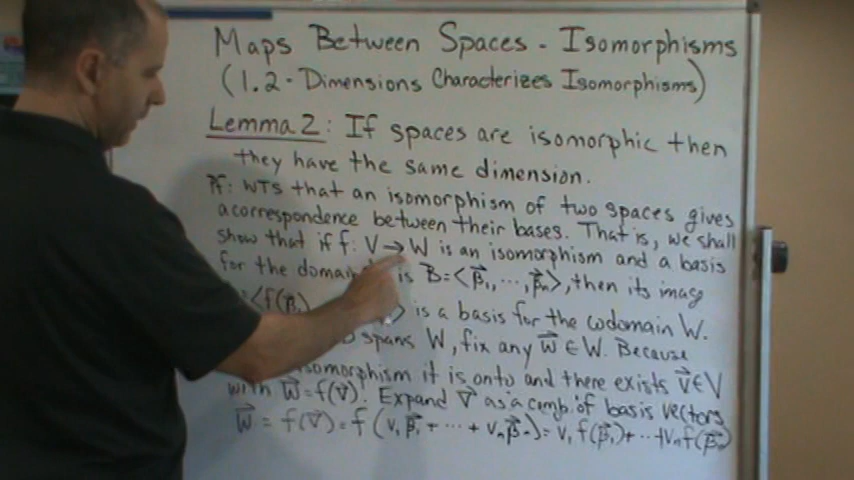 Maps Between Spaces - Isomorphisms
(1.2 - Dimensions Characterizes Isomorphisms)
Lemma 2: If spaces are isomorphic then
they have the same dimension.
Pf: WTS that an isomorphism of two spaces gives
a correspondence between their bases. That is, we shall
show that if f: V → W is an isomorphism and a basis
for the domain is B = ⟨β⃗₁, ..., β⃗ₙ⟩, then its imag
= ⟨f(β⃗₁ ⟩ is a basis for the codomain W.
spans W, fix any w⃗ ∈ W. Because
isomorphism it is onto and there exists v⃗ ∈ V
with w⃗ = f(v⃗). Expand v⃗ as a comb. of basis vectors
w⃗ = f(v⃗) = f(v₁β⃗₁ + ... + vₙβ⃗ₙ) = v₁f(β⃗₁) + ... + vₙf(β⃗ₙ)